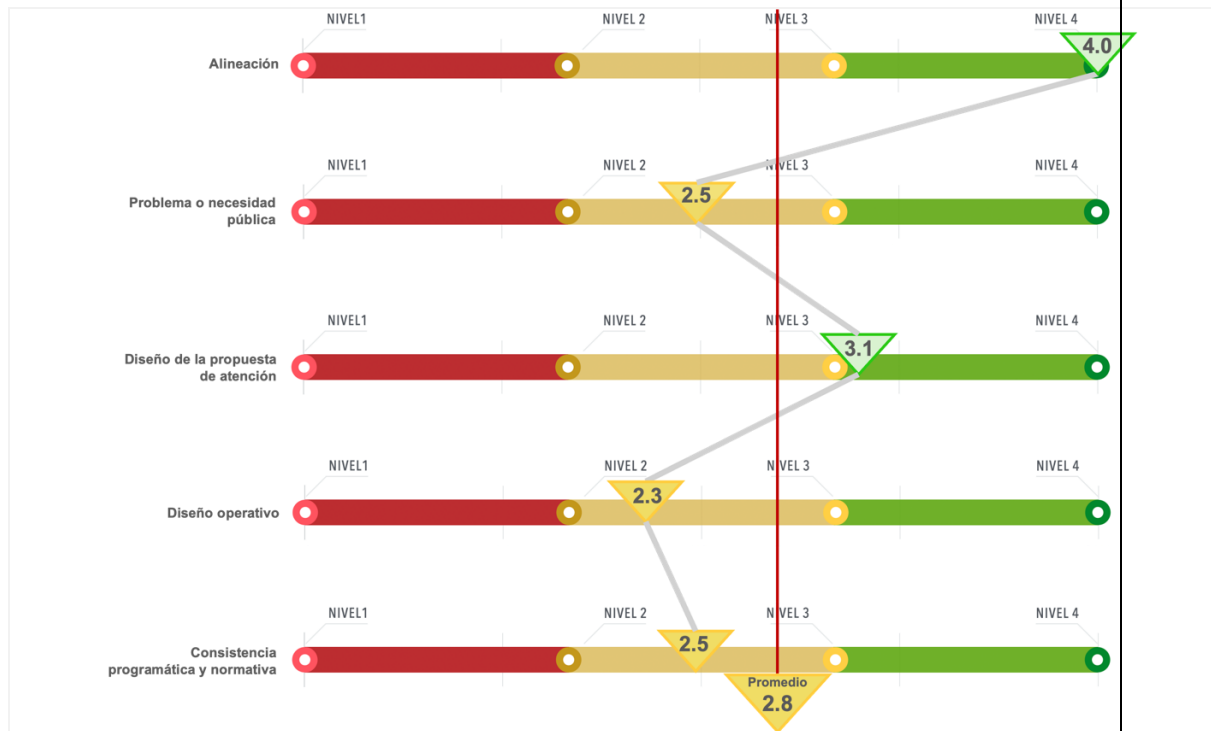 NIVEL1
NIVEL 2
NIVEL 3
NIVEL 4
Alineación
4.0
NIVEL1
NIVEL 2
NIVEL 3
NIVEL 4
Problema o necesidad
pública
2.5
NIVEL1
NIVEL 2
NIVEL 3
NIVEL 4
Diseño de la propuesta
de atención
3.1
NIVEL1
NIVEL 2
NIVEL 3
NIVEL 4
Diseño operativo
2.3
NIVEL1
NIVEL 2
NIVEL 3
NIVEL 4
Consistencia
programática y normativa
2.5
Promedio
2.8